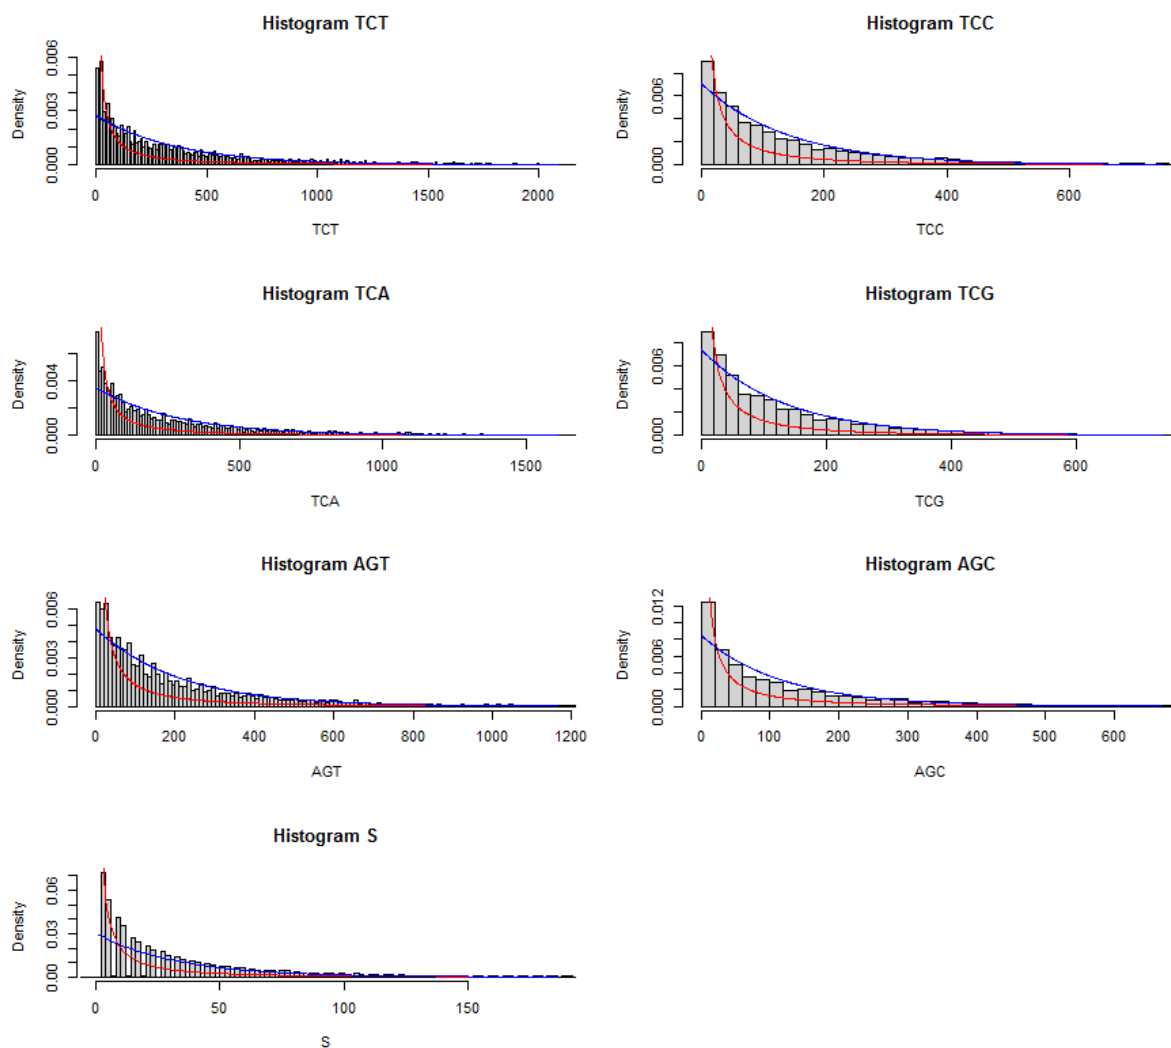 Histogram TCT
Density
0.000 0.003 0.006
0 500 1000 1500 2000
TCT
Histogram TCC
Density
0.000 0.006
0 200 400 600
TCC
Histogram TCA
Density
0.000 0.004
0 500 1000 1500
TCA
Histogram TCG
Density
0.000 0.006
0 200 400 600
TCG
Histogram AGT
Density
0.000 0.003 0.006
0 200 400 600 800 1000 1200
AGT
Histogram AGC
Density
0.000 0.006 0.012
0 100 200 300 400 500 600
AGC
Histogram S
Density
0.00 0.03 0.06
0 50 100 150
S